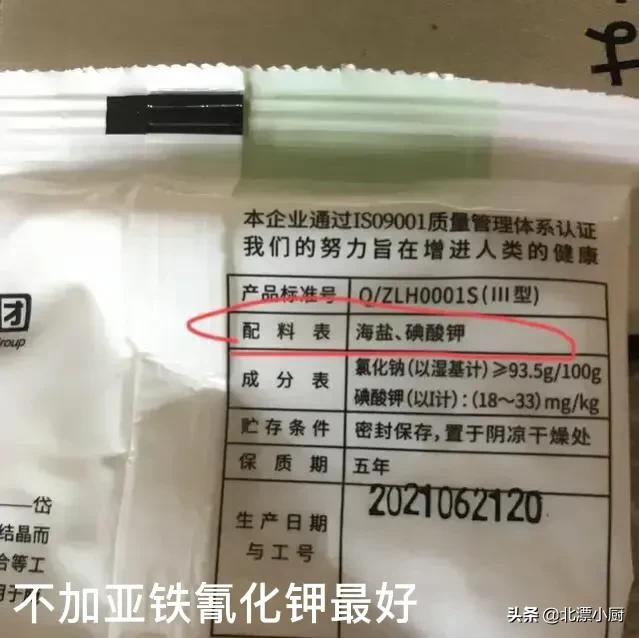 本企业通过ISO9001质量管理体系认证
我们的努力旨在增进人类的健康
产品标准号 Q/ZLH0001S(III型)
配料表 海盐、碘酸钾
成分表 氯化钠(以湿基计)≥93.5g/100g
碘酸钾(以I计):(18~33)mg/kg
贮存条件 密封保存,置于阴凉干燥处
保质期 五年
生产日期
与工号
2021062120
团
Group
——岱
结晶而
合等工
不加亚铁氰化钾最好
头条 @北漂小厨